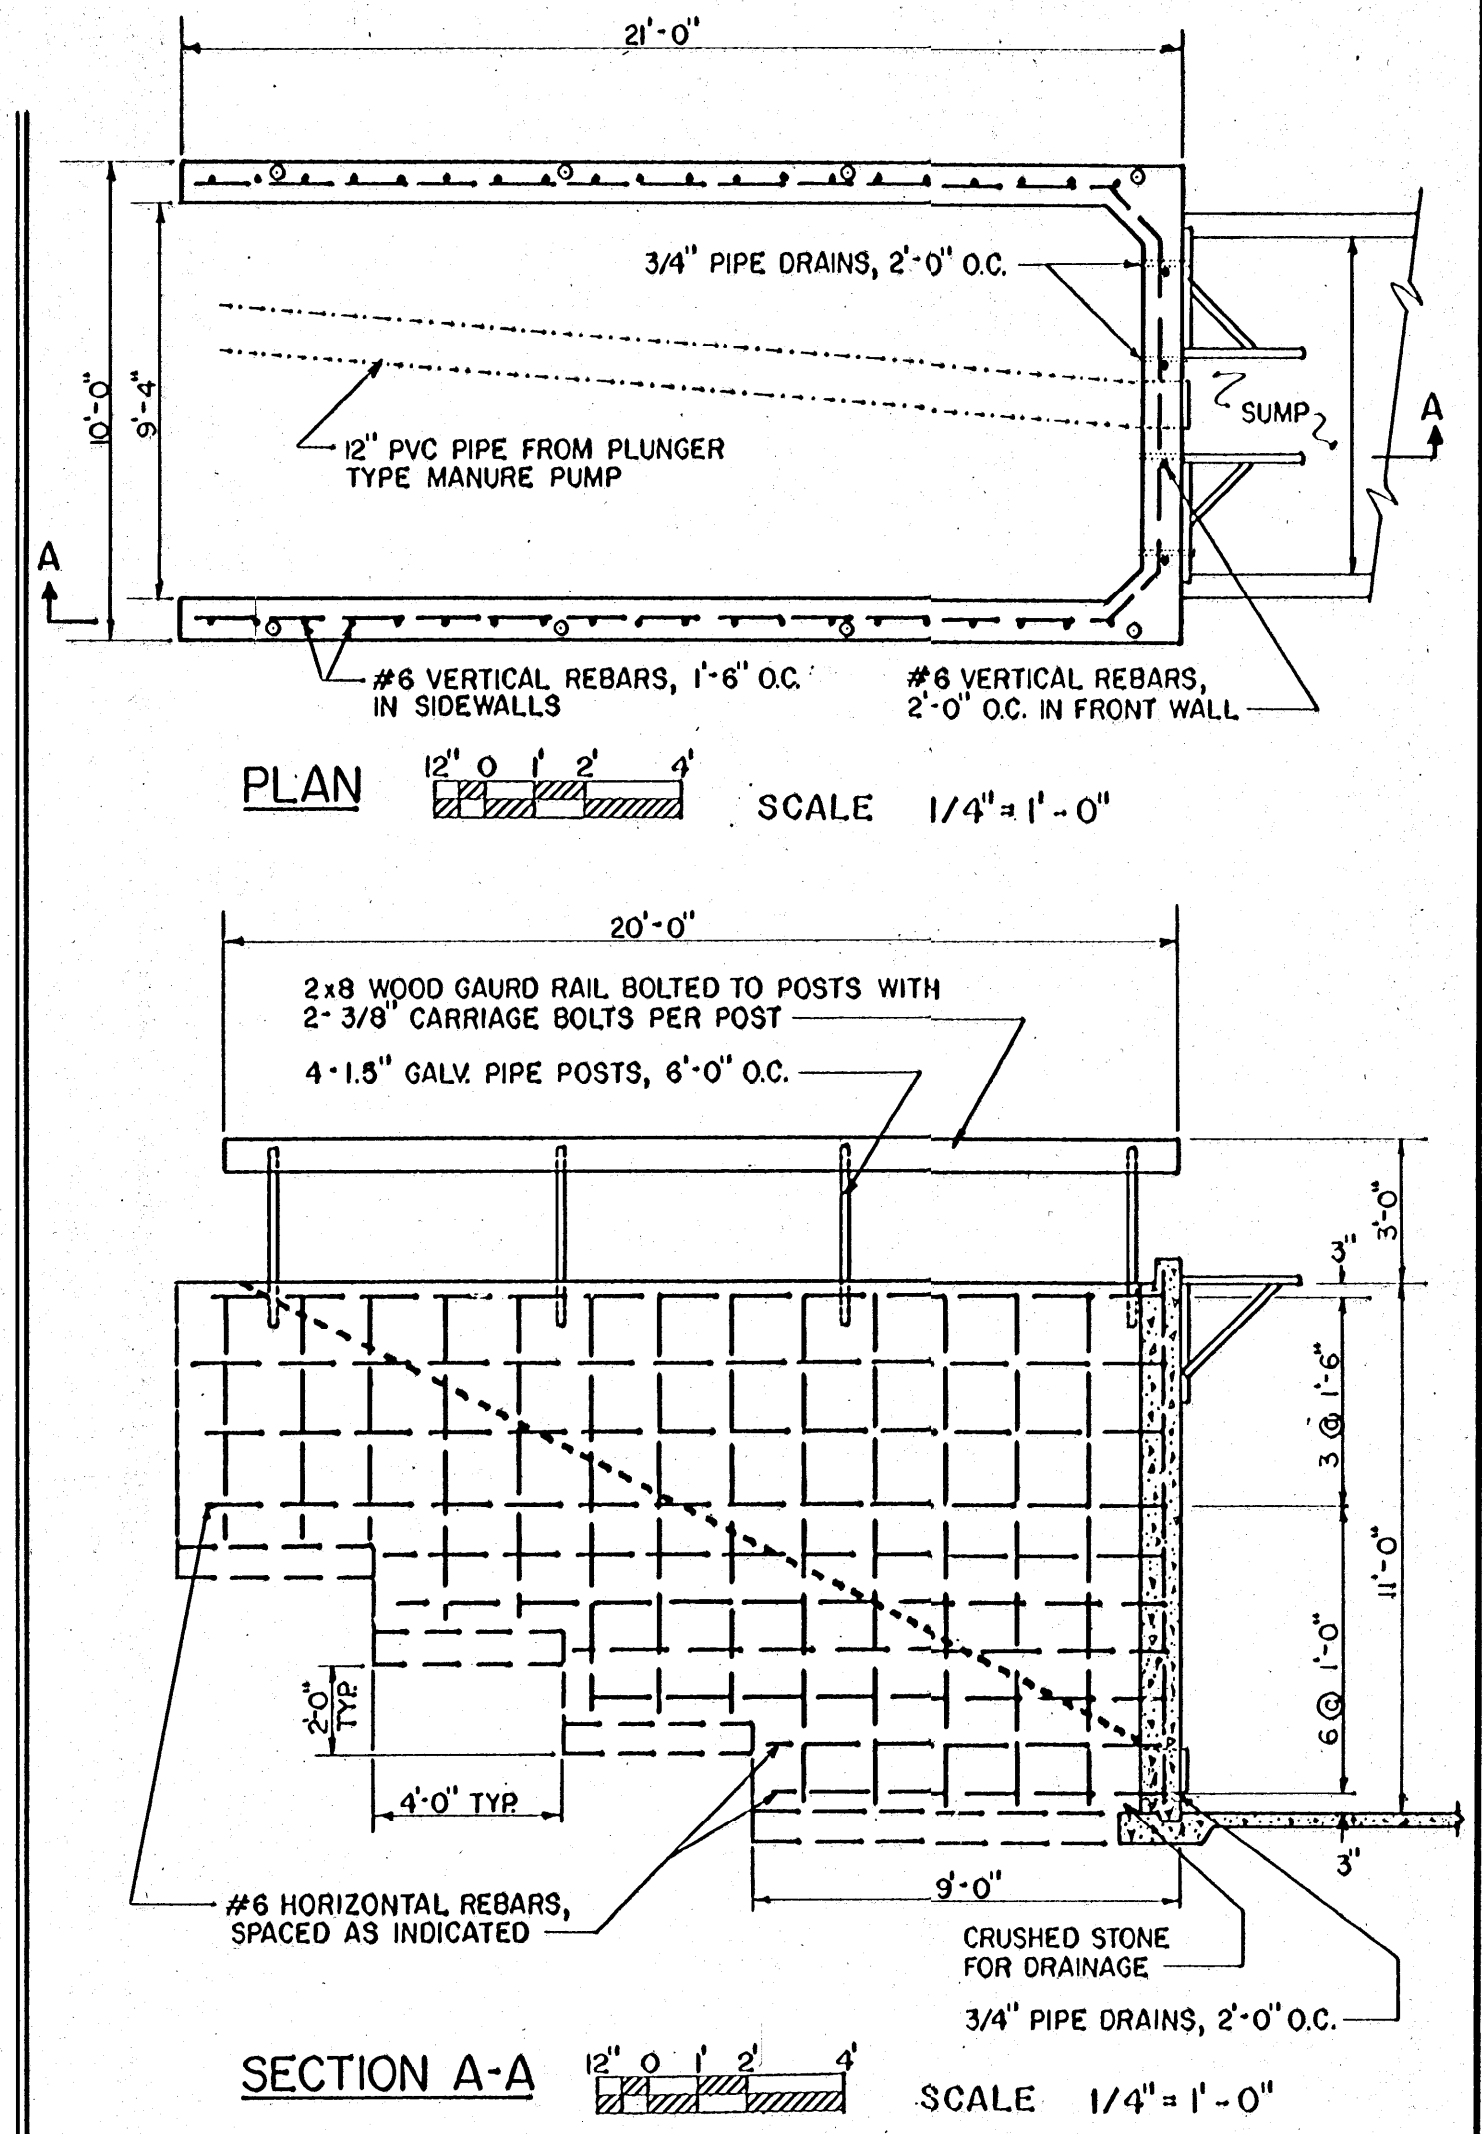 21'-0"
3/4" PIPE DRAINS, 2'-0" O.C.
10'-0"
9'-4"
SUMP
A
12" PVC PIPE FROM PLUNGER
TYPE MANURE PUMP
A
#6 VERTICAL REBARS, 1'-6" O.C.
IN SIDEWALLS
#6 VERTICAL REBARS,
2'-0" O.C. IN FRONT WALL
PLAN
12" 0 1' 2' 4'
SCALE 1/4" = 1'-0"
20'-0"
2x8 WOOD GAURD RAIL BOLTED TO POSTS WITH
2- 3/8" CARRIAGE BOLTS PER POST
4-1.5" GALV. PIPE POSTS, 6'-0" O.C.
3'-0"
3"
3 @ 1'-6"
11'-0"
6 @ 1'-0"
2'-0"
TYP.
4'-0" TYP.
3"
9'-0"
#6 HORIZONTAL REBARS,
SPACED AS INDICATED
CRUSHED STONE
FOR DRAINAGE
3/4" PIPE DRAINS, 2'-0" O.C.
SECTION A-A
12" 0 1' 2' 4'
SCALE 1/4" = 1'-0"